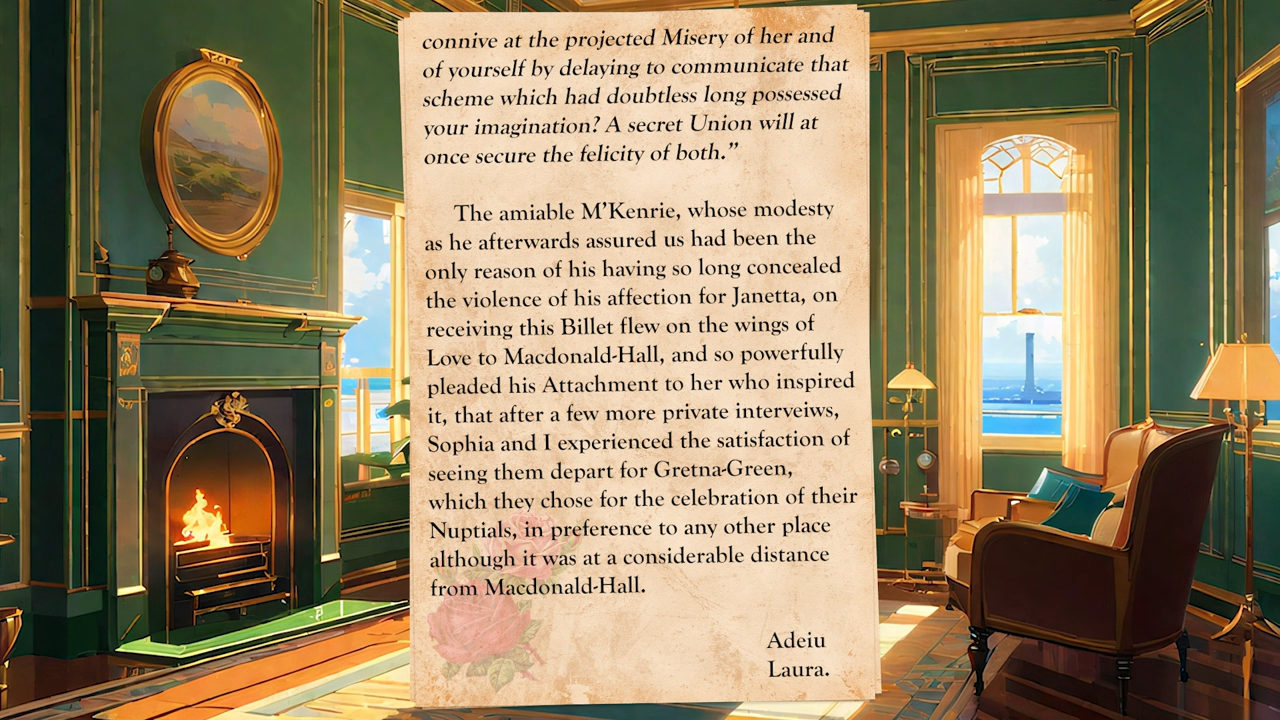 connive at the projected Misery of her and
of yourself by delaying to communicate that
scheme which had doubtless long possessed
your imagination? A secret Union will at
once secure the felicity of both.”
The amiable M’Kenrie, whose modesty
as he afterwards assured us had been the
only reason of his having so long concealed
the violence of his affection for Janetta, on
receiving this Billet flew on the wings of
Love to Macdonald-Hall, and so powerfully
pleaded his Attachment to her who inspired
it, that after a few more private interveiws,
Sophia and I experienced the satisfaction of
seeing them depart for Gretna-Green,
which they chose for the celebration of their
Nuptials, in preference to any other place
although it was at a considerable distance
from Macdonald-Hall.
Adeiu
Laura.